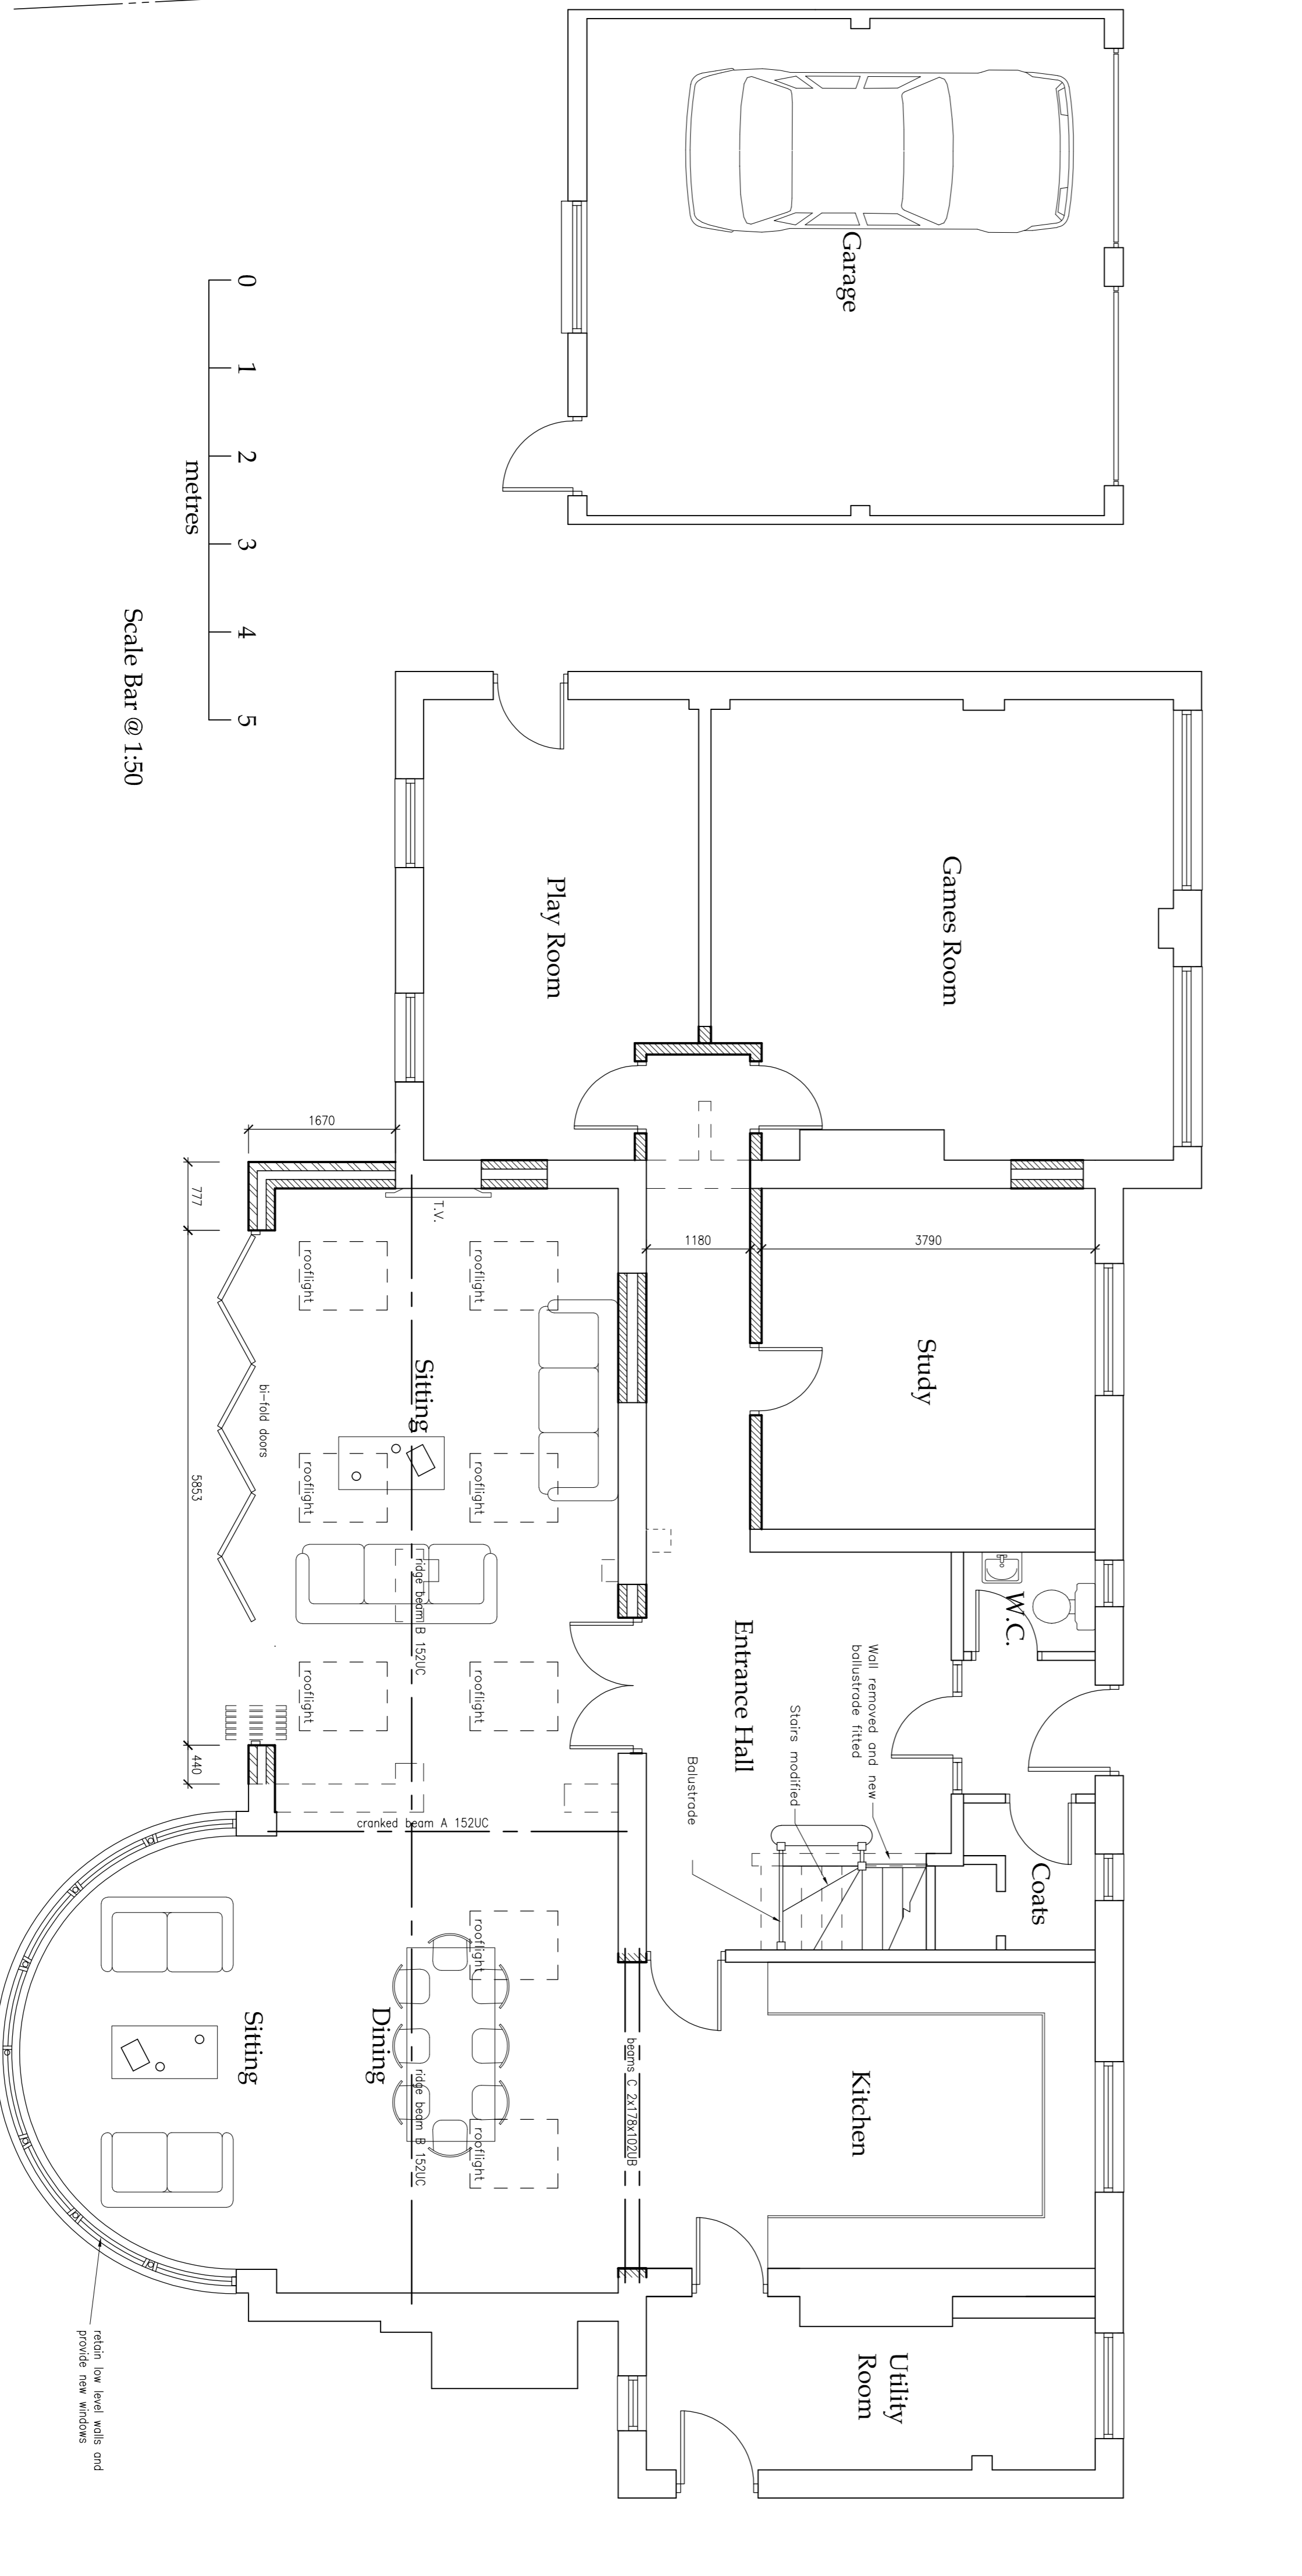 Garage
0
1
2
3
4
5
metres
Scale Bar @ 1:50
Games Room
Play Room
1670
777
5853
440
1180
3790
T.V.
Study
rooflight
rooflight
Sitting
bi-fold doors
rooflight
rooflight
ridge beam B 152UC
rooflight
rooflight
W.C.
Entrance Hall
Wall removed and new
ballustrade fitted
Stairs modified
Balustrade
Coats
cranked beam A 152UC
rooflight
Dining
Sitting
rooflight
ridge beam B 152UC
beams C 2x178x102UB
Kitchen
Utility
Room
retain low level walls and
provide new windows